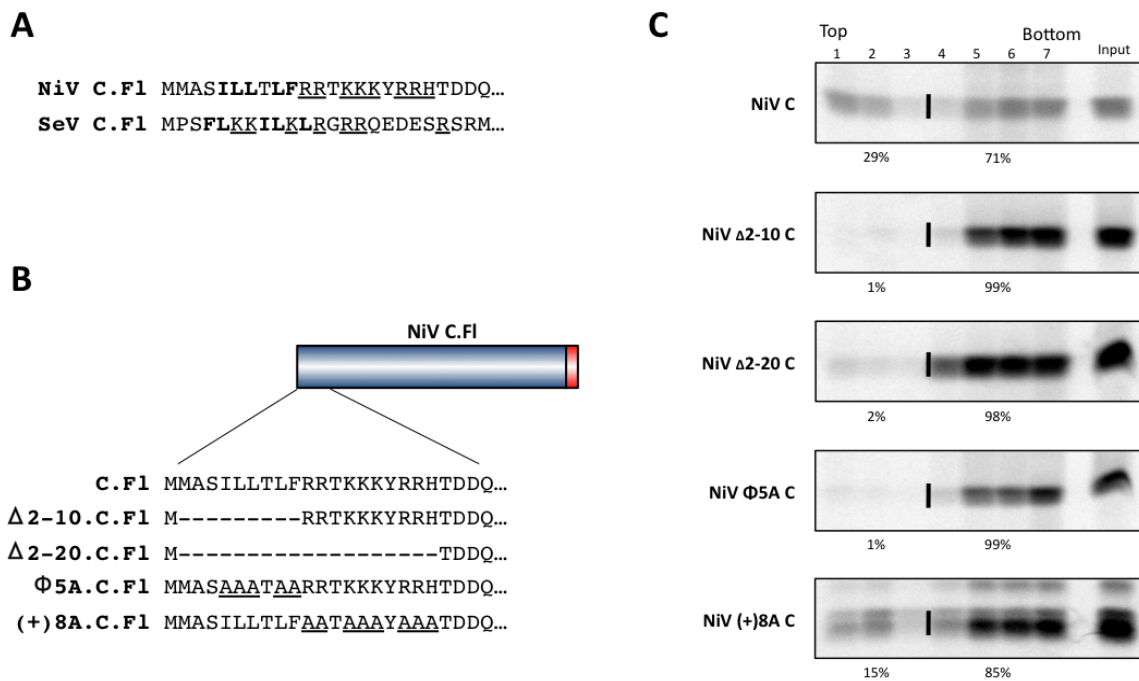 A
NiV C.Fl MMASILLTLFRRTKKKYRRHTDDQ…
SeV C.Fl MPSFLKKILKLRGRRQEDESRSRM…
B
NiV C.Fl
C.Fl MMASILLTLFRRTKKKYRRHTDDQ…
Δ2-10.C.Fl M---------RRTKKKYRRHTDDQ…
Δ2-20.C.Fl M-------------------TDDQ…
Φ5A.C.Fl MMASAAATAARRTKKKYRRHTDDQ…
(+)8A.C.Fl MMASILLTLFAATAAAYAAATDDQ…
C
Top Bottom
1 2 3 4 5 6 7 Input
NiV C
29% 71%
NiV Δ2-10 C
1% 99%
NiV Δ2-20 C
2% 98%
NiV Φ5A C
1% 99%
NiV (+)8A C
15% 85%